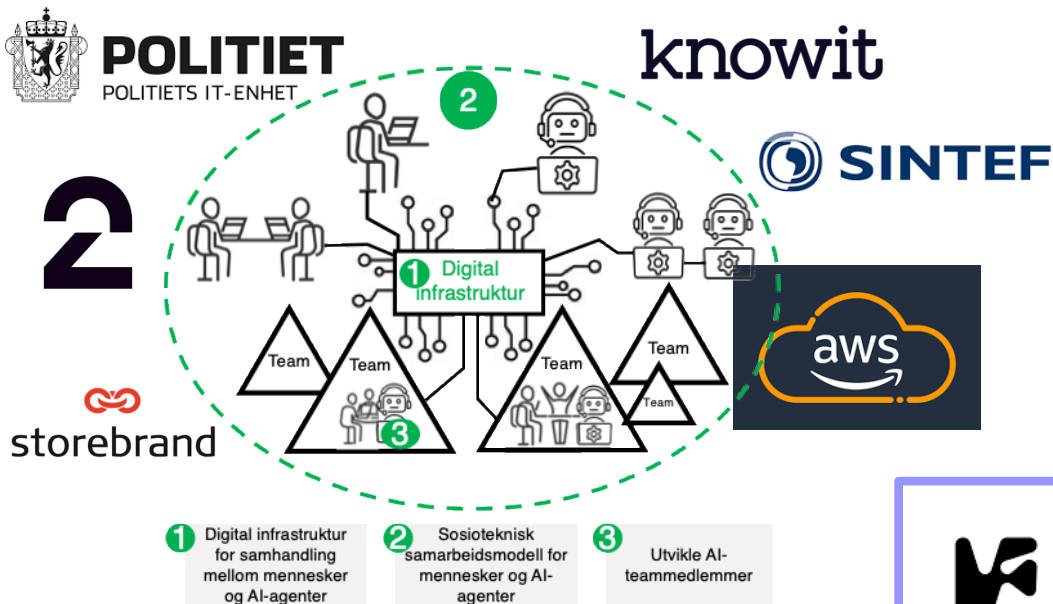 POLITIET
POLITIETS IT-ENHET
knowit
2
SINTEF
2
1 Digital
infrastruktur
aws
Team
Team
Team
Team
Team
3
storebrand
1 Digital infrastruktur
for samhandling
mellom mennesker
og AI-agenter
2 Sosioteknisk
samarbeidsmodell for
mennesker og AI-
agenter
3 Utvikle AI-
teammedlemmer